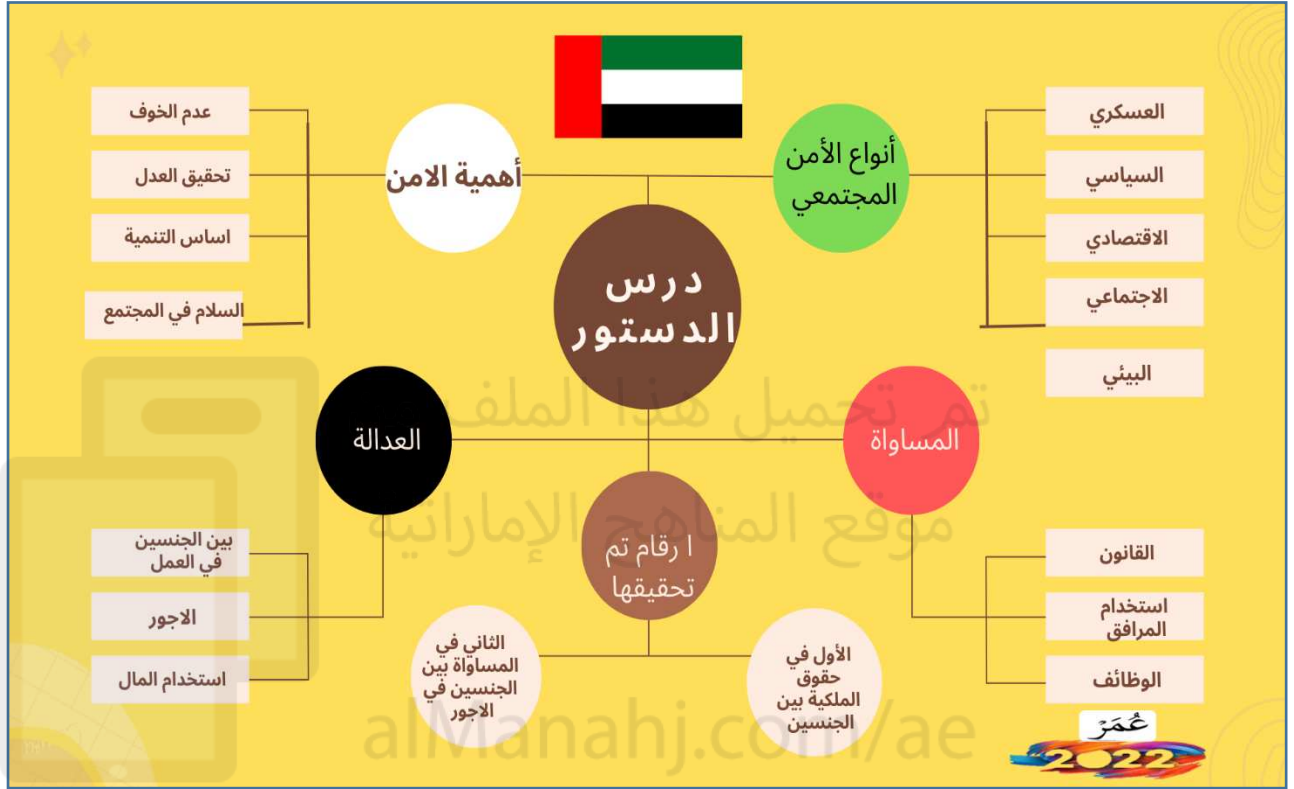 أنواع الأمن
المجتمعي
العسكري
السياسي
الاقتصادي
الاجتماعي
البيئي
أهمية الامن
عدم الخوف
تحقيق العدل
اساس التنمية
السلام في المجتمع
درس
الدستور
المساواة
القانون
استخدام
المرافق
الوظائف
العدالة
بين الجنسين
في العمل
الاجور
استخدام المال
ا رقام تم
تحقيقها
الأول في
حقوق
الملكية بين
الجنسين
الثاني في
المساواة بين
الجنسين في
الاجور
تم تحميل هذا الملف من
موقع المناهج الإماراتية
alManahj.com/ae
عُمَرْ
2022